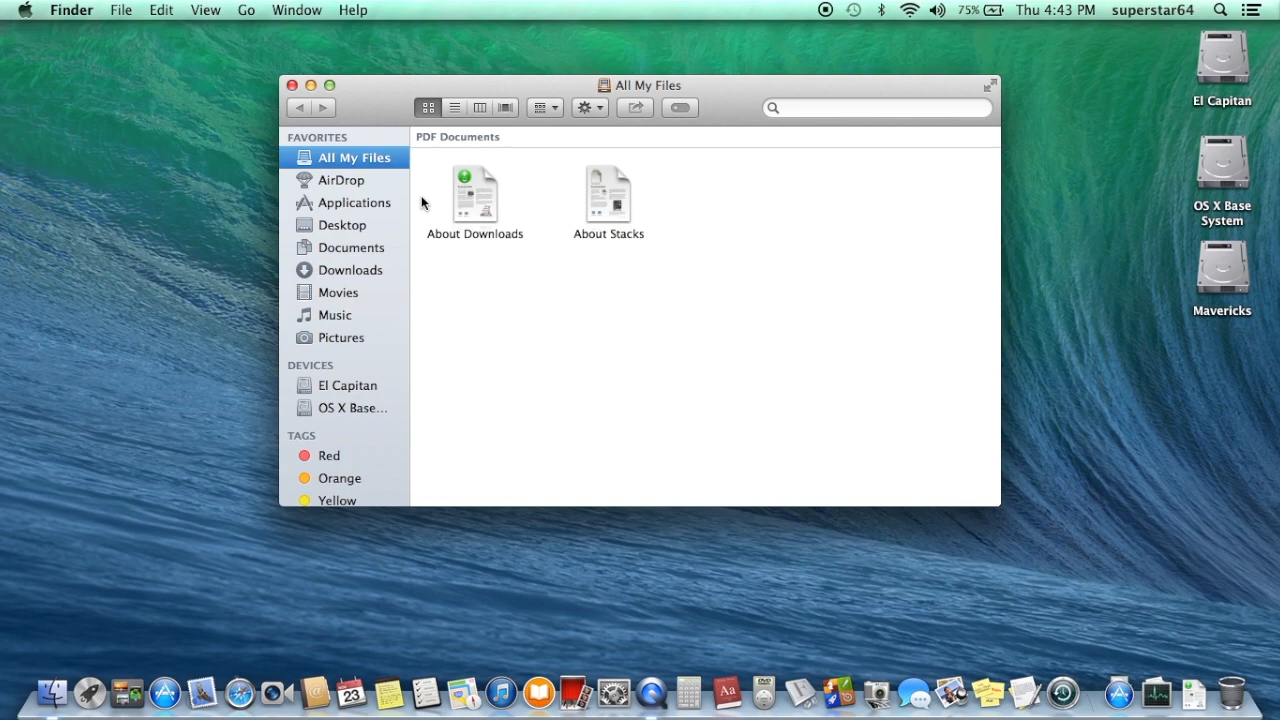 Finder File Edit View Go Window Help 75% Thu 4:43 PM superstar64
All My Files
FAVORITES
All My Files
AirDrop
Applications
Desktop
Documents
Downloads
Movies
Music
Pictures
DEVICES
El Capitan
OS X Base...
TAGS
Red
Orange
Yellow
PDF Documents
About Downloads
About Stacks
El Capitan
OS X Base
System
Mavericks
23
Aa